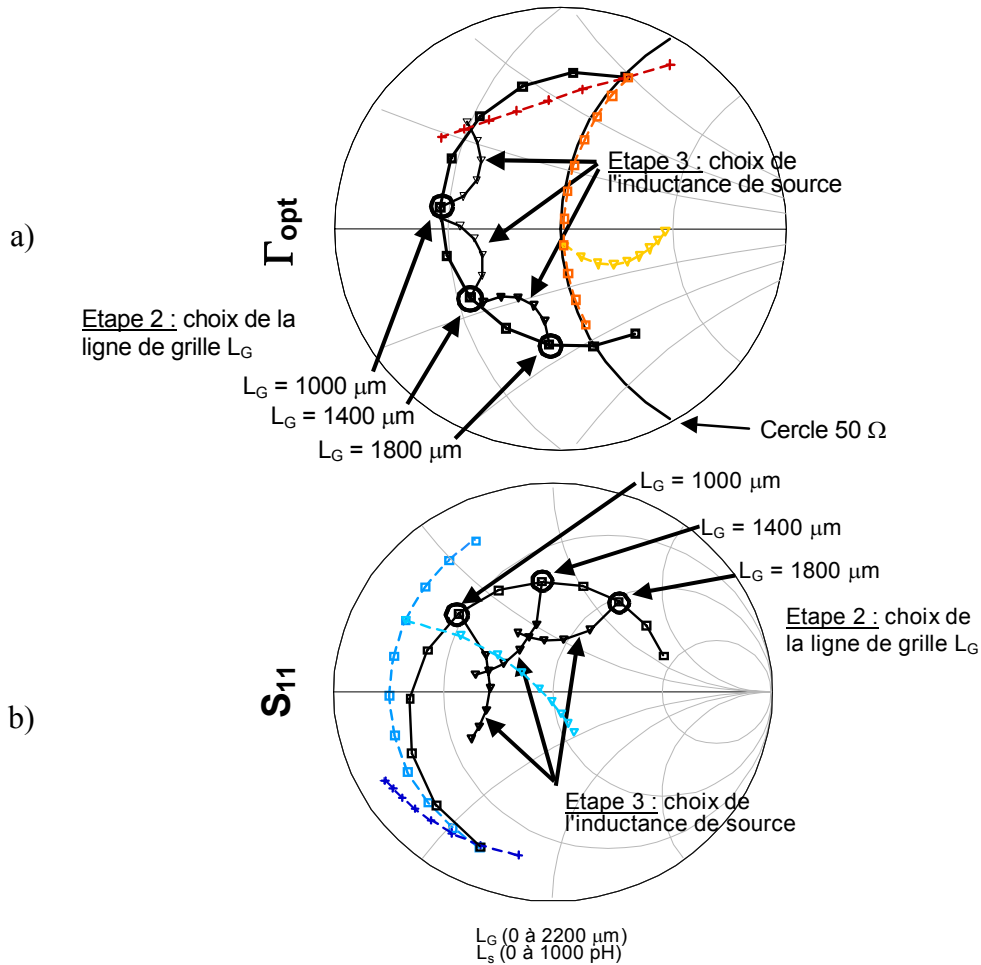 a)
Γopt
Etape 3 : choix de
l'inductance de source
Etape 2 : choix de la
ligne de grille LG
LG = 1000 μm
LG = 1400 μm
LG = 1800 μm
Cercle 50 Ω
b)
S11
LG = 1000 μm
LG = 1400 μm
LG = 1800 μm
Etape 2 : choix de
la ligne de grille LG
Etape 3 : choix de
l'inductance de source
LG (0 à 2200 μm)
Ls (0 à 1000 pH)